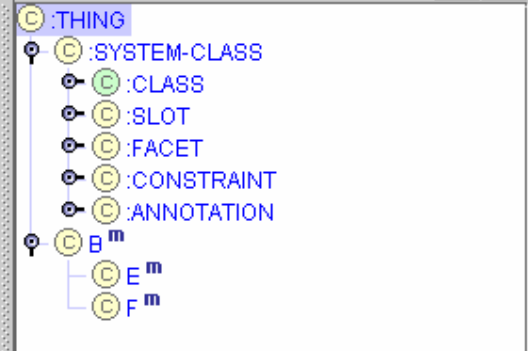 C :THING
C :SYSTEM-CLASS
C :CLASS
C :SLOT
C :FACET
C :CONSTRAINT
C :ANNOTATION
C B m
C E m
C F m